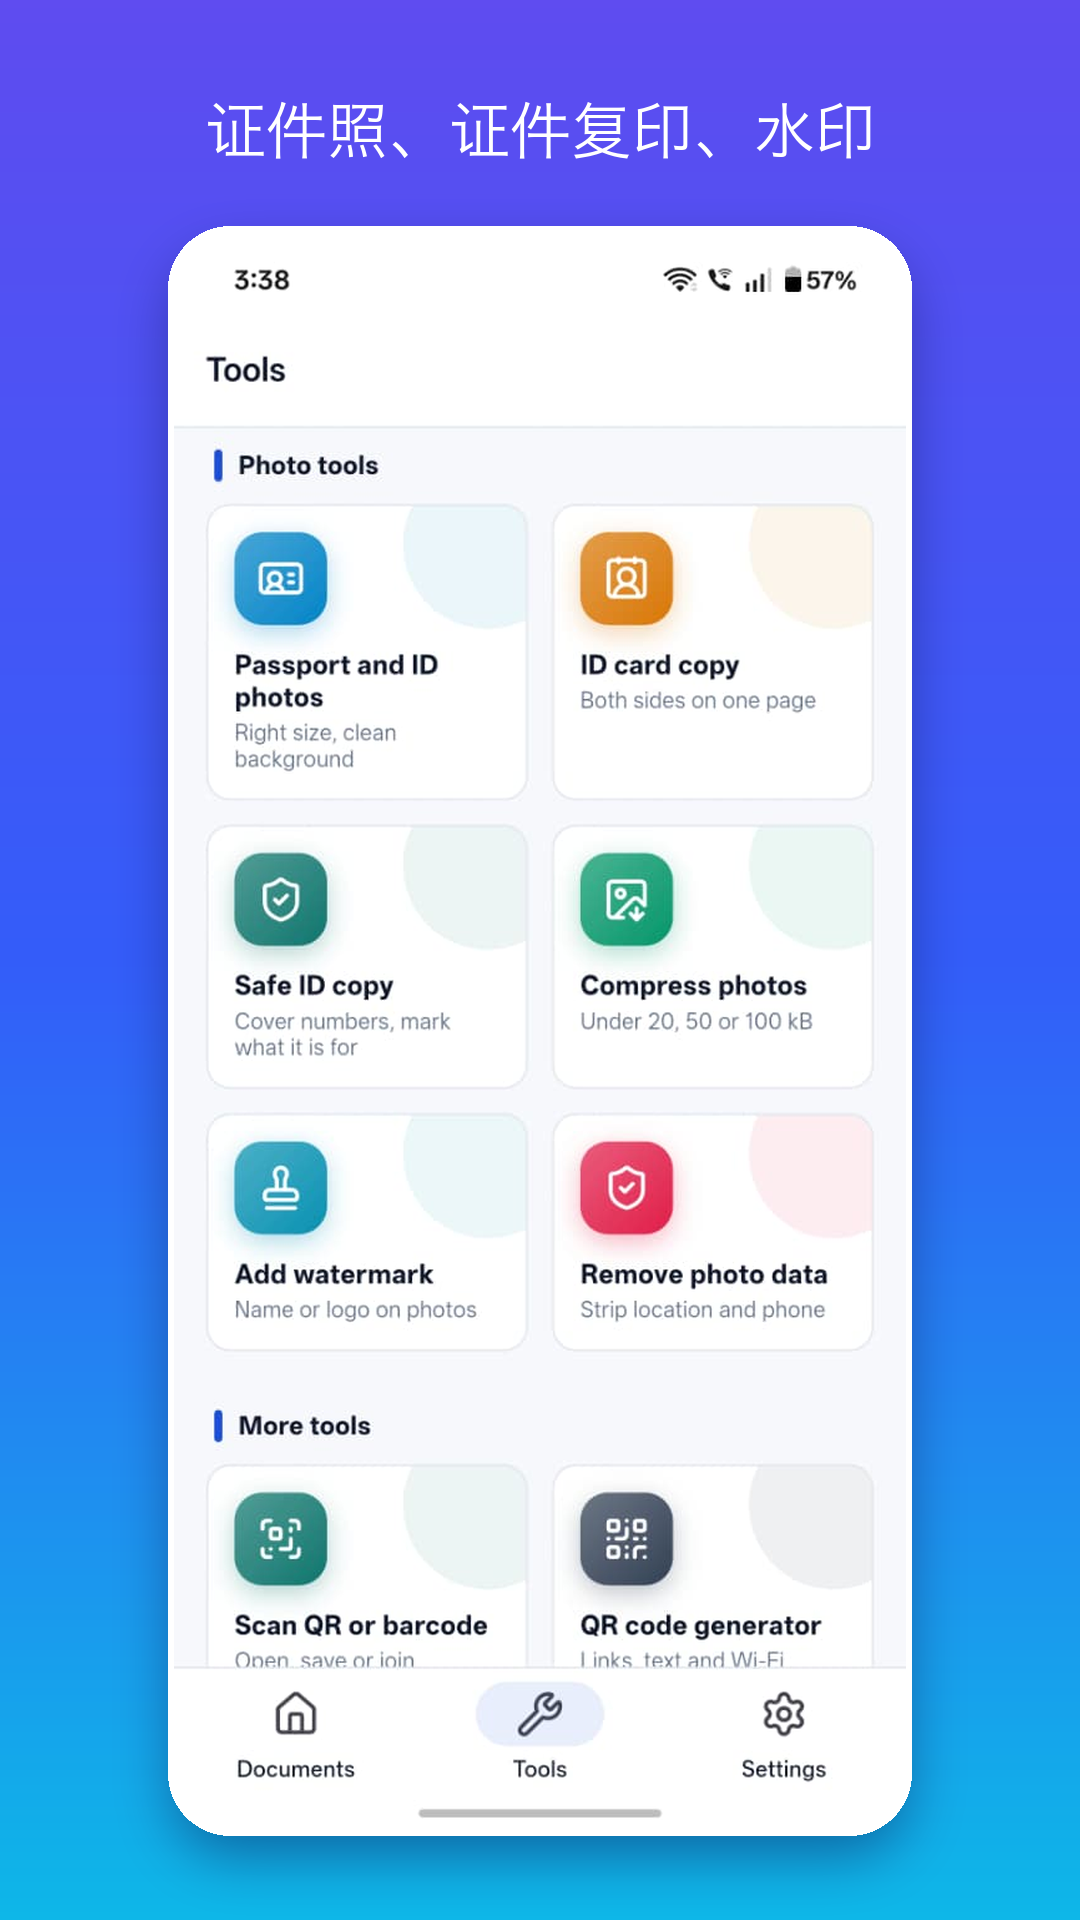 证件照、证件复印、水印
3:38
57%
Tools
Photo tools
Passport and ID
photos
Right size, clean
background
ID card copy
Both sides on one page
Safe ID copy
Cover numbers, mark
what it is for
Compress photos
Under 20, 50 or 100 kB
Add watermark
Name or logo on photos
Remove photo data
Strip location and phone
More tools
Scan QR or barcode
Open, save or join
QR code generator
Links, text and Wi-Fi
Documents
Tools
Settings